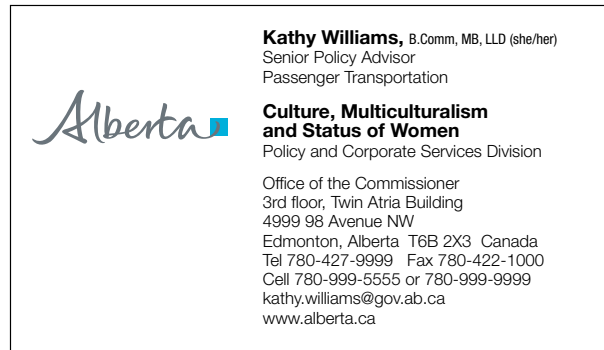 Alberta
Kathy Williams, B.Comm, MB, LLD (she/her)
Senior Policy Advisor
Passenger Transportation
Culture, Multiculturalism
and Status of Women
Policy and Corporate Services Division
Office of the Commissioner
3rd floor, Twin Atria Building
4999 98 Avenue NW
Edmonton, Alberta T6B 2X3 Canada
Tel 780-427-9999 Fax 780-422-1000
Cell 780-999-5555 or 780-999-9999
kathy.williams@gov.ab.ca
www.alberta.ca